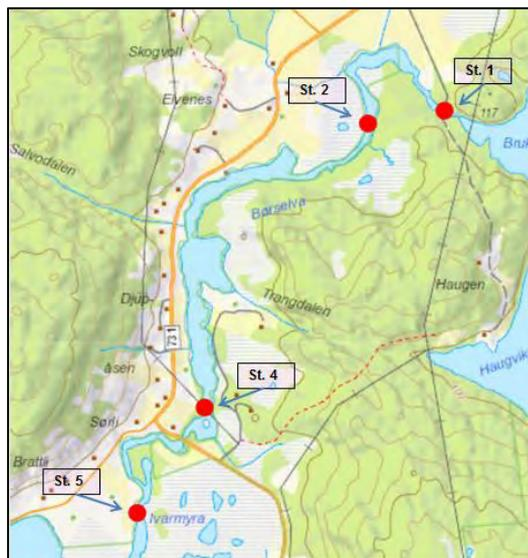 Skogvoll
St. 1
Elvenes
St. 2
117
Bruk
Salvodalen
Børselva
Djup-
Trangdalen
Haugen
731
åsen
St. 4
Haugvik
Sørli
Brattli
St. 5
Ivarmyra